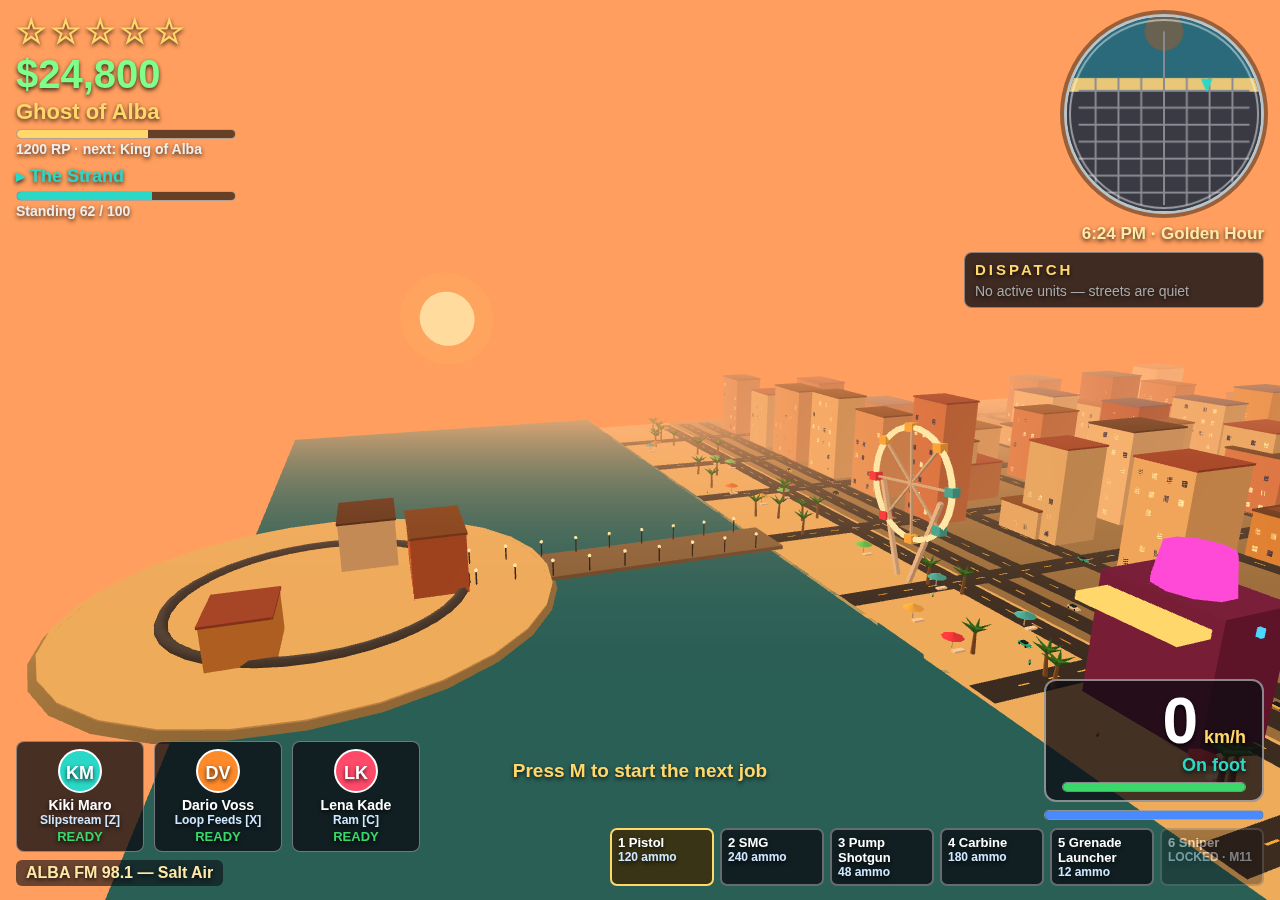 $24,800
Ghost of Alba
1200 RP · next: King of Alba
▸ The Strand
Standing 62 / 100
6:24 PM · Golden Hour
DISPATCH
No active units — streets are quiet
KM
Kiki Maro
Slipstream [Z]
READY
DV
Dario Voss
Loop Feeds [X]
READY
LK
Lena Kade
Ram [C]
READY
ALBA FM 98.1 — Salt Air
Press M to start the next job
0 km/h
On foot
1 Pistol
120 ammo
2 SMG
240 ammo
3 Pump
Shotgun
48 ammo
4 Carbine
180 ammo
5 Grenade
Launcher
12 ammo
6 Sniper
LOCKED · M11